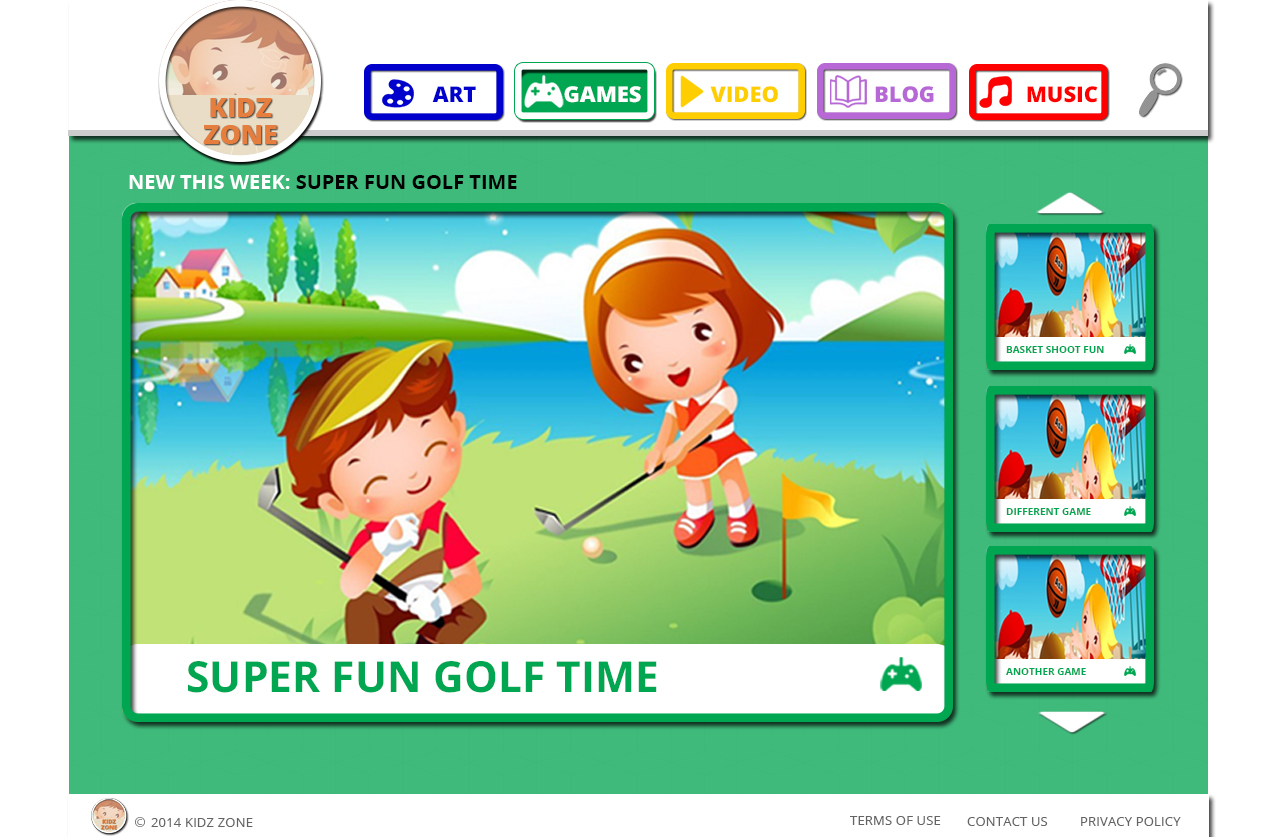 KIDZ
ZONE
ART
GAMES
VIDEO
BLOG
MUSIC
NEW THIS WEEK: SUPER FUN GOLF TIME
SUPER FUN GOLF TIME
BASKET SHOOT FUN
DIFFERENT GAME
ANOTHER GAME
KIDZ
ZONE
© 2014 KIDZ ZONE
TERMS OF USE
CONTACT US
PRIVACY POLICY